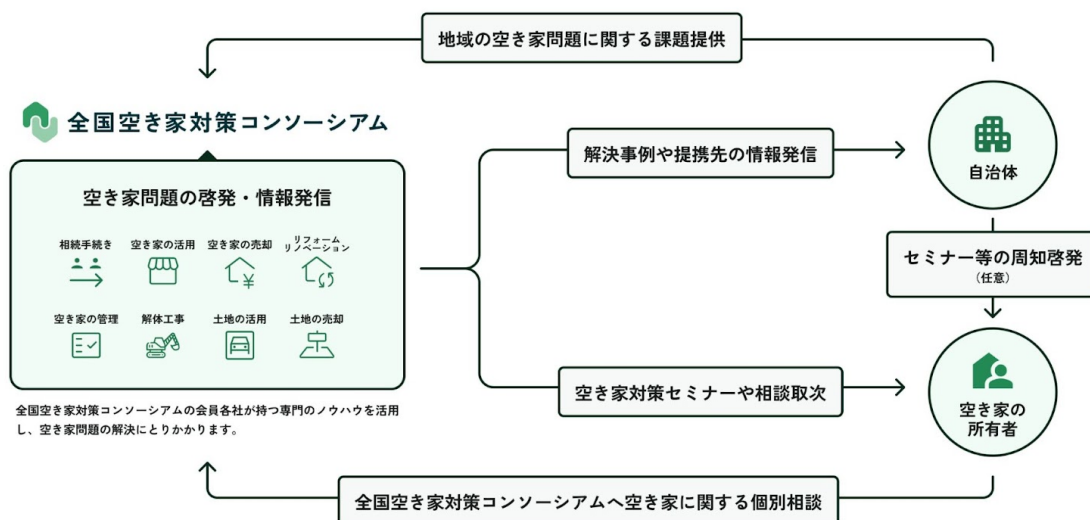 地域の空き家問題に関する課題提供
全国空き家対策コンソーシアム
空き家問題の啓発・情報発信
相続手続き
空き家の活用
空き家の売却
リフォーム
リノベーション
空き家の管理
解体工事
土地の活用
土地の売却
全国空き家対策コンソーシアムの会員各社が持つ専門のノウハウを活用
し、空き家問題の解決にとりかかります。
解決事例や提携先の情報発信
自治体
セミナー等の周知啓発
（任意）
空き家対策セミナーや相談取次
空き家の
所有者
全国空き家対策コンソーシアムへ空き家に関する個別相談